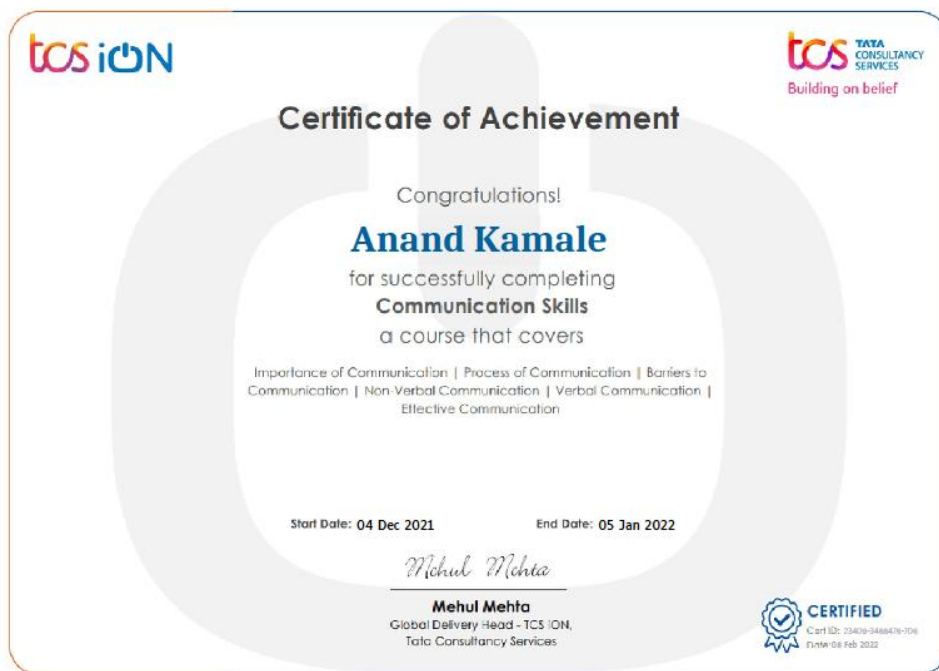 tcs iON
tcs TATA
CONSULTANCY
SERVICES
Building on belief
Certificate of Achievement
Congratulations!
Anand Kamale
for successfully completing
Communication Skills
a course that covers
Importance of Communication | Process of Communication | Barriers to
Communication | Non-Verbal Communication | Verbal Communication |
Effective Communication
Start Date: 04 Dec 2021 End Date: 05 Jan 2022
Mehul Mehta
Mehul Mehta
Global Delivery Head - TCS iON,
Tata Consultancy Services
CERTIFIED
Cert ID:
Date: 08 Feb 2022